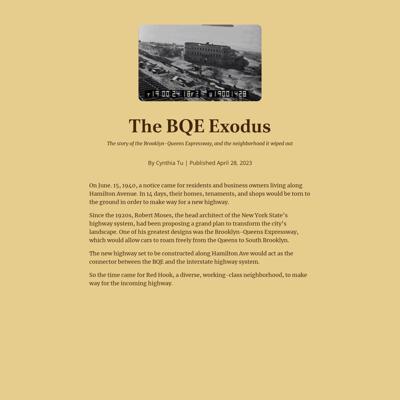 The BQE Exodus
The story of the Brooklyn-Queens Expressway, and the neighborhood it wiped out
By Cynthia Tu | Published April 28, 2023
On June. 15, 1940, a notice came for residents and business owners living along
Hamilton Avenue. In 14 days, their homes, tenaments, and shops would be torn to
the ground in order to make way for a new highway.
Since the 1920s, Robert Moses, the head architect of the New York State's
highway system, had been proposing a grand plan to transform the city's
landscape. One of his greatest designs was the Brooklyn-Queens Expressway,
which would allow cars to roam freely from the Queens to South Brooklyn.
The new highway set to be constructed along Hamilton Ave would act as the
connector between the BQE and the interstate highway system.
So the time came for Red Hook, a diverse, working-class neighborhood, to make
way for the incoming highway.